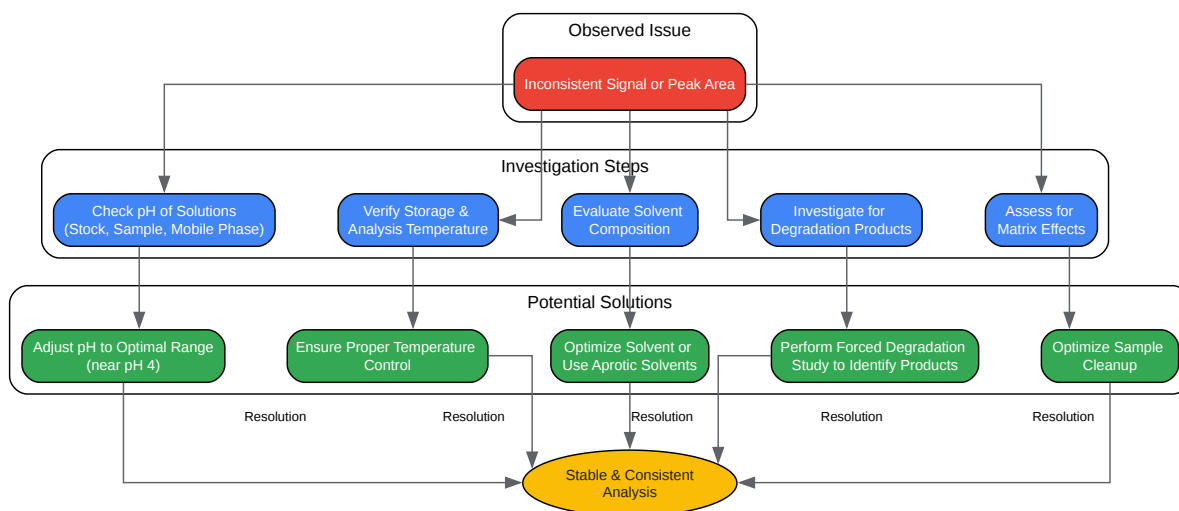 Observed Issue
Inconsistent Signal or Peak Area
Investigation Steps
Check pH of Solutions
(Stock, Sample, Mobile Phase)
Verify Storage &
Analysis Temperature
Evaluate Solvent
Composition
Investigate for
Degradation Products
Assess for
Matrix Effects
Potential Solutions
Adjust pH to Optimal Range
(near pH 4)
Ensure Proper Temperature
Control
Optimize Solvent or
Use Aprotic Solvents
Perform Forced Degradation
Study to Identify Products
Optimize Sample
Cleanup
Resolution
Resolution
Resolution
Resolution
Resolution
Stable & Consistent
Analysis